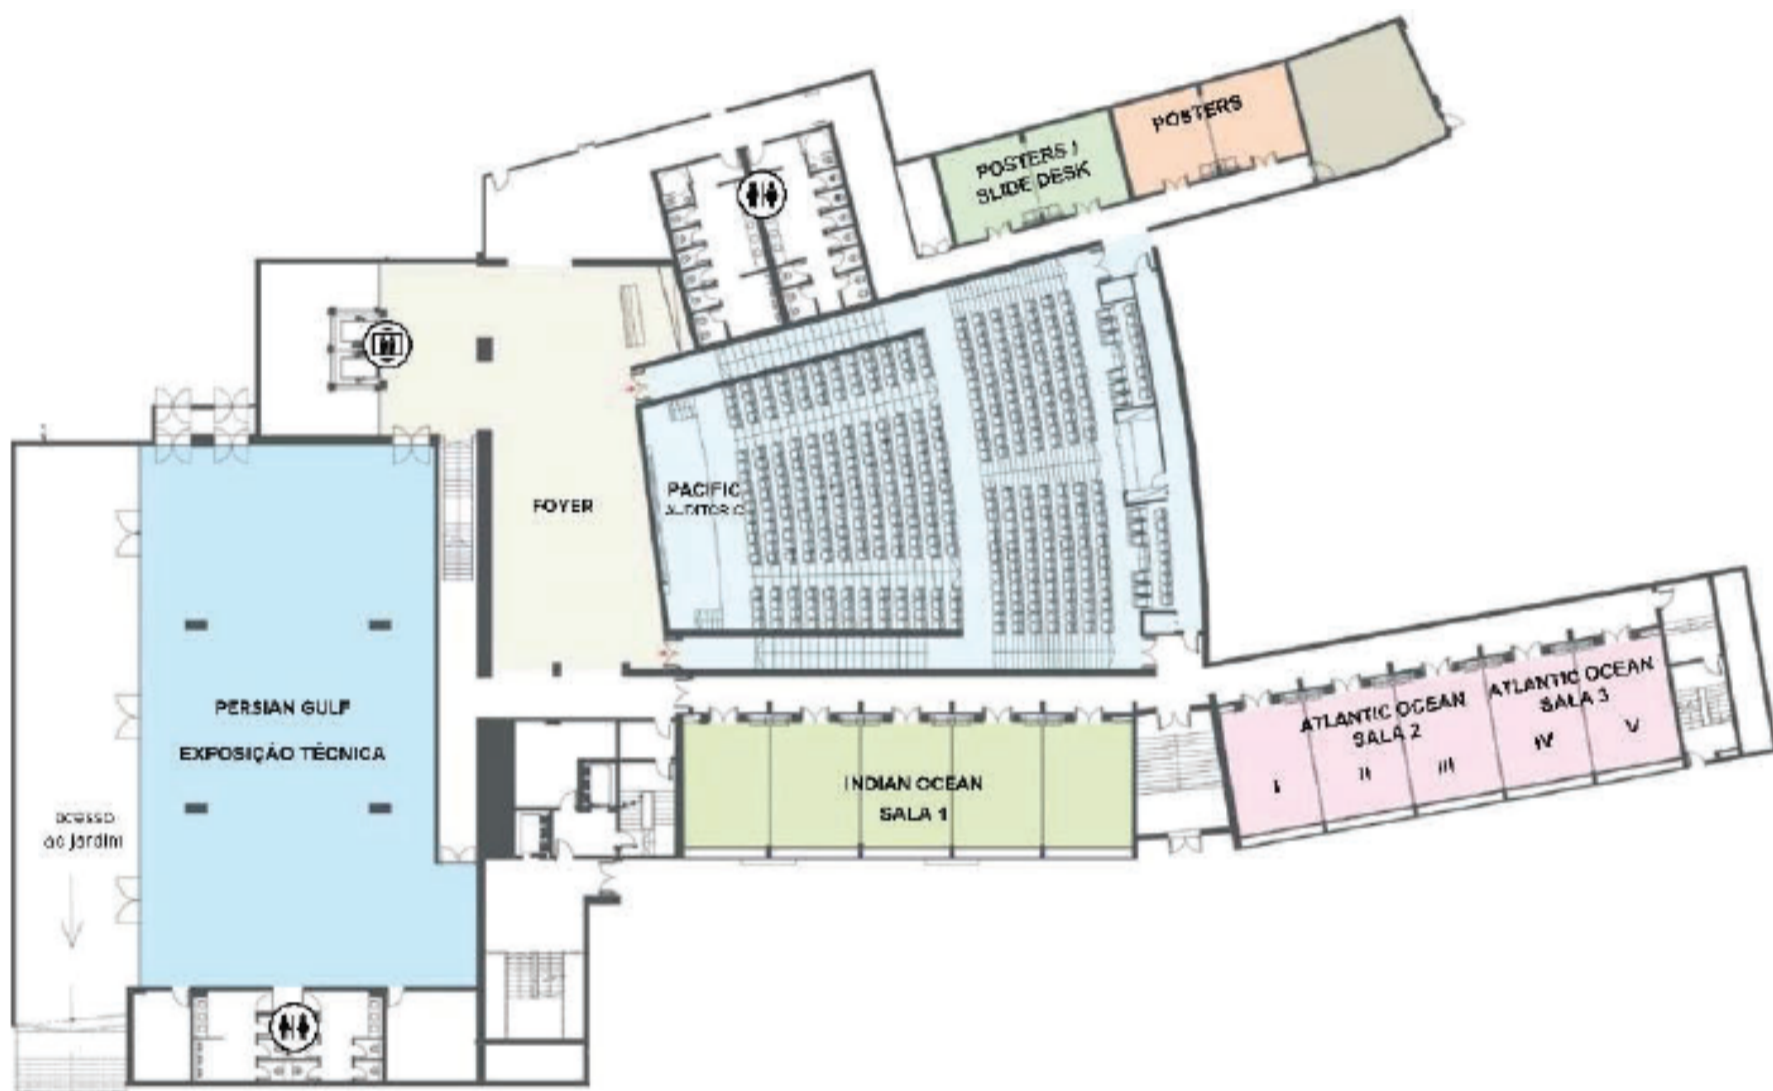 POSTERS /
SLIDE DESK
POSTERS
FOYER
PACIFIC
PERSIAN GULF
EXPOSIÇÃO TÉCNICA
acesso
ao jardim
INDIAN OCEAN
SALA 1
ATLANTIC OCEAN
SALA 2
I
II
III
ATLANTIC OCEAN
SALA 3
IV
V